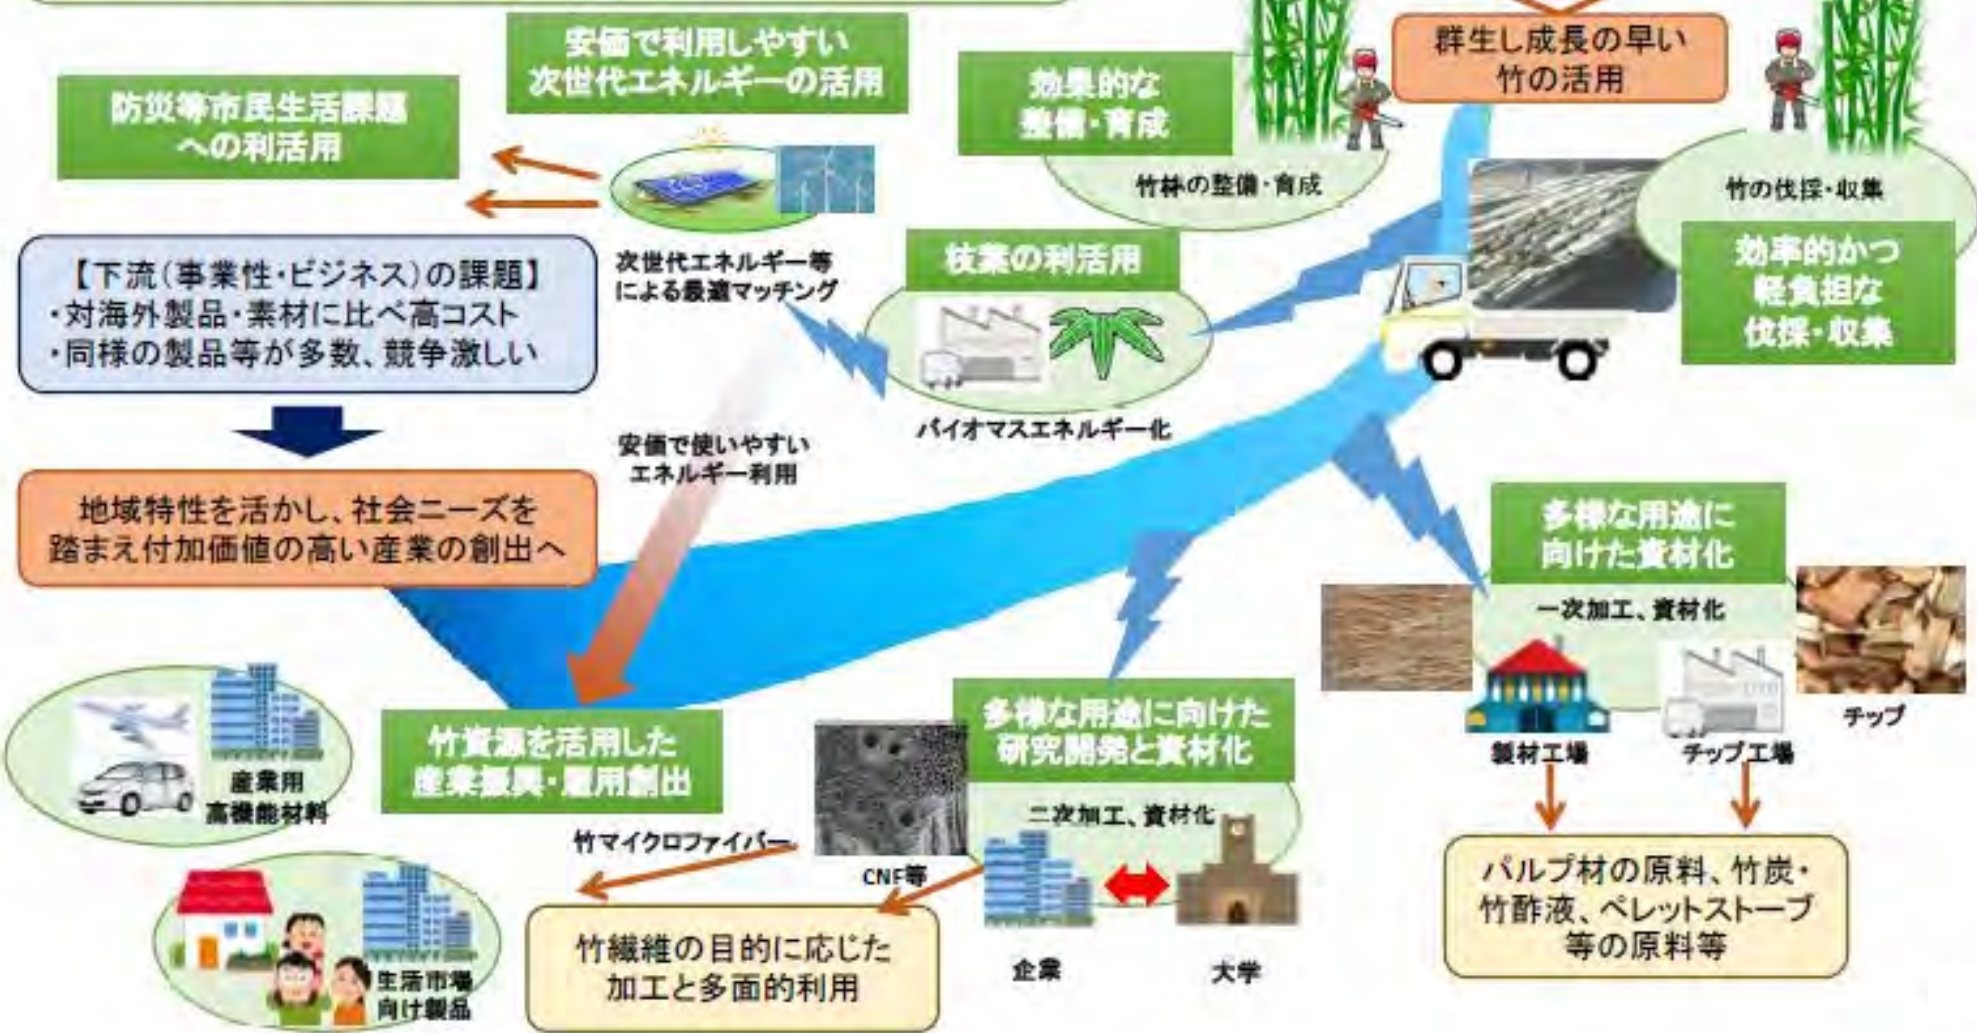 安価で利用しやすい
次世代エネルギーの活用
防災等市民生活課題
への利活用
効果的な
整備・育成
群生し成長の早い
竹の活用
竹林の整備・育成
竹の伐採・収集
効率的かつ
軽負担な
伐採・収集
枝葉の利活用
バイオマスエネルギー化
次世代エネルギー等
による最適マッチング
【下流(事業性・ビジネス)の課題】
・対海外製品・素材に比べ高コスト
・同様の製品等が多数、競争激しい
安価で使いやすい
エネルギー利用
地域特性を活かし、社会ニーズを
踏まえ付加価値の高い産業の創出へ
多様な用途に
向けた資材化
一次加工、資材化
製材工場
チップ工場
チップ
パルプ材の原料、竹炭・
竹酢液、ペレットストーブ
等の原料等
多様な用途に向けた
研究開発と資材化
二次加工、資材化
企業
大学
CNF等
竹マイクロファイバー
竹資源を活用した
産業振興・雇用創出
産業用
高機能材料
生活市場
向け製品
竹繊維の目的に応じた
加工と多面的利用